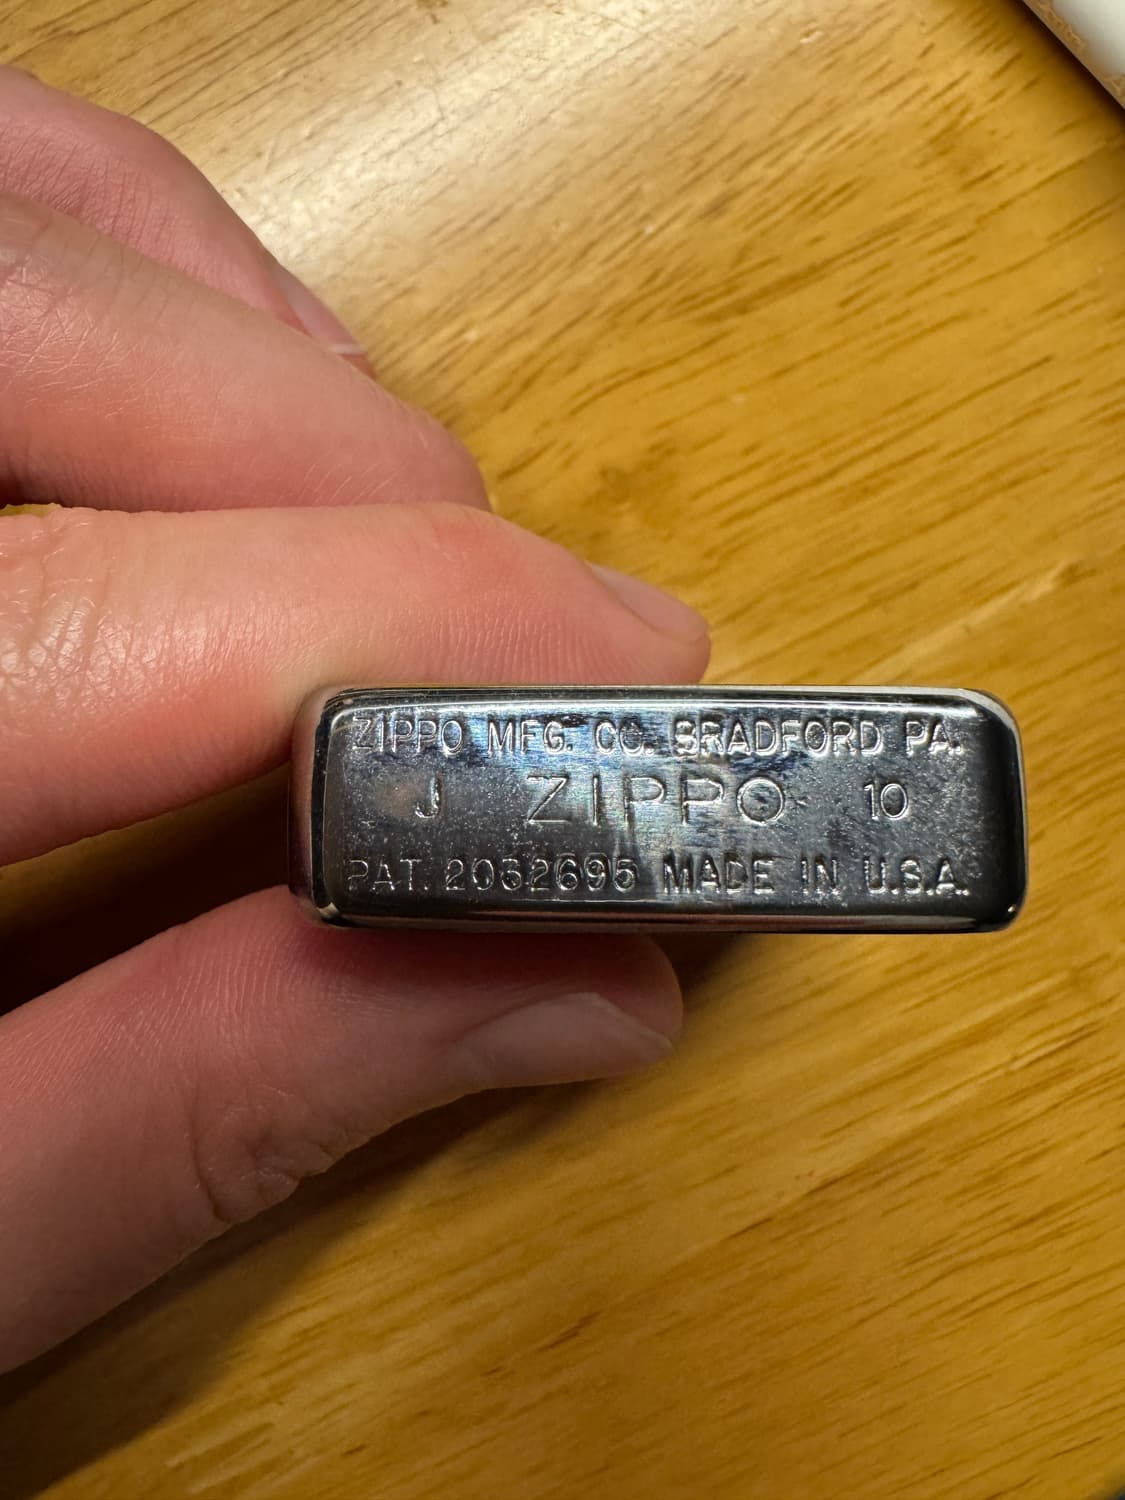 ZIPPO MFG. CO. BRADFORD PA.
J ZIPPO 10
PAT. 2032695 MADE IN U.S.A.